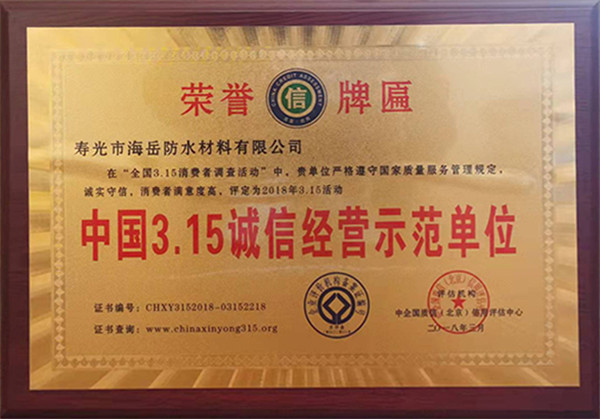 荣誉 信 牌匾
CHINA CREDIT ASSESSMENT
寿光市海岳防水材料有限公司
在“全国3.15消费者调查活动”中，贵单位严格遵守国家质量服务管理规定，
诚实守信，消费者满意度高，评定为2018年3.15活动
中国3.15诚信经营示范单位
证书编号：CHXY3152018-03152218
证书查询：www.chinaxinyong315.org
评估机构
中企国质信（北京）信用评估中心
二〇一八年三月